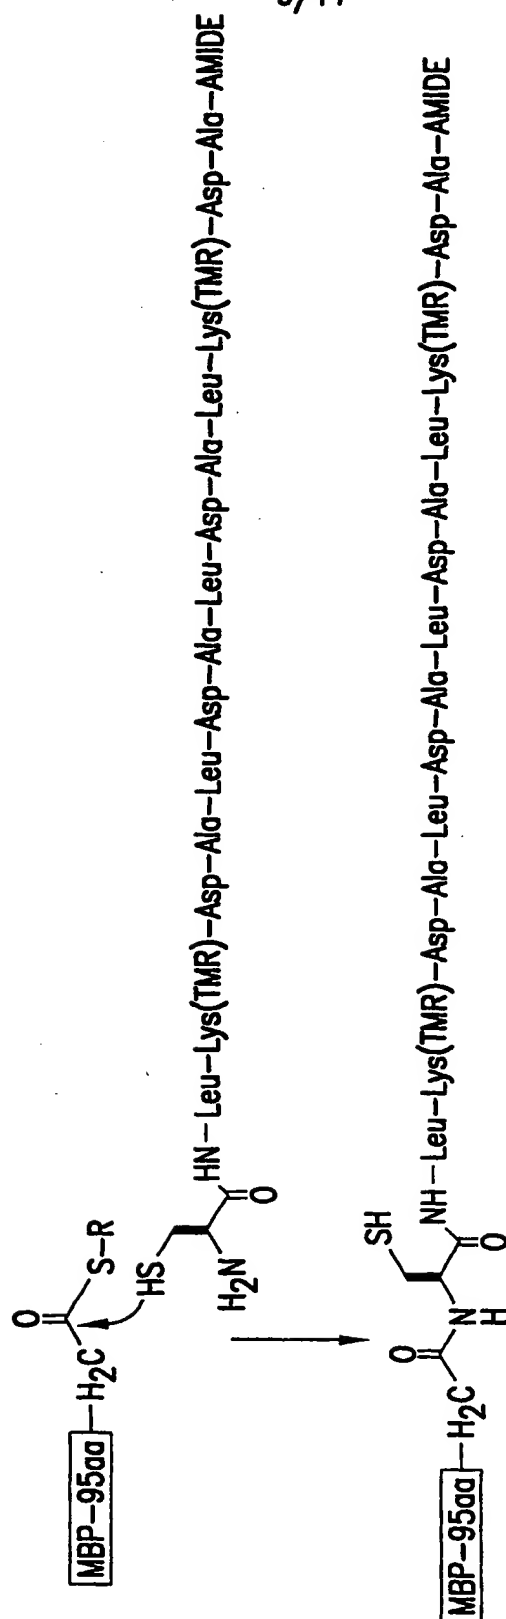 O
S–R
MBP–95aa–H2C
HS
H2N
O
HN–Leu–Lys(TMR)–Asp–Ala–Leu–Asp–Ala–Leu–Asp–Ala–Leu–Lys(TMR)–Asp–Ala–AMIDE
O
SH
MBP–95aa–H2C
N
H
O
NH–Leu–Lys(TMR)–Asp–Ala–Leu–Asp–Ala–Leu–Asp–Ala–Leu–Lys(TMR)–Asp–Ala–AMIDE